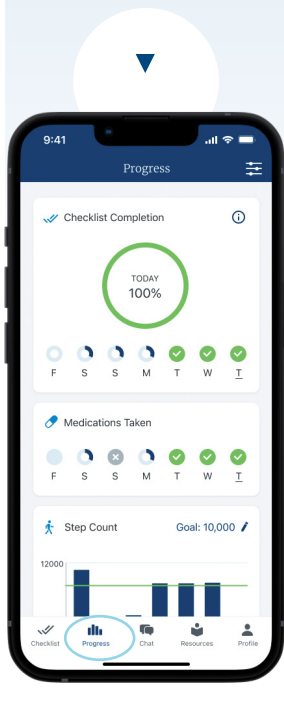 9:41
Progress
Checklist Completion
TODAY
100%
F S S M T W T
Medications Taken
F S S M T W T
Step Count Goal: 10,000
12000
Checklist Progress Chat Resources Profile